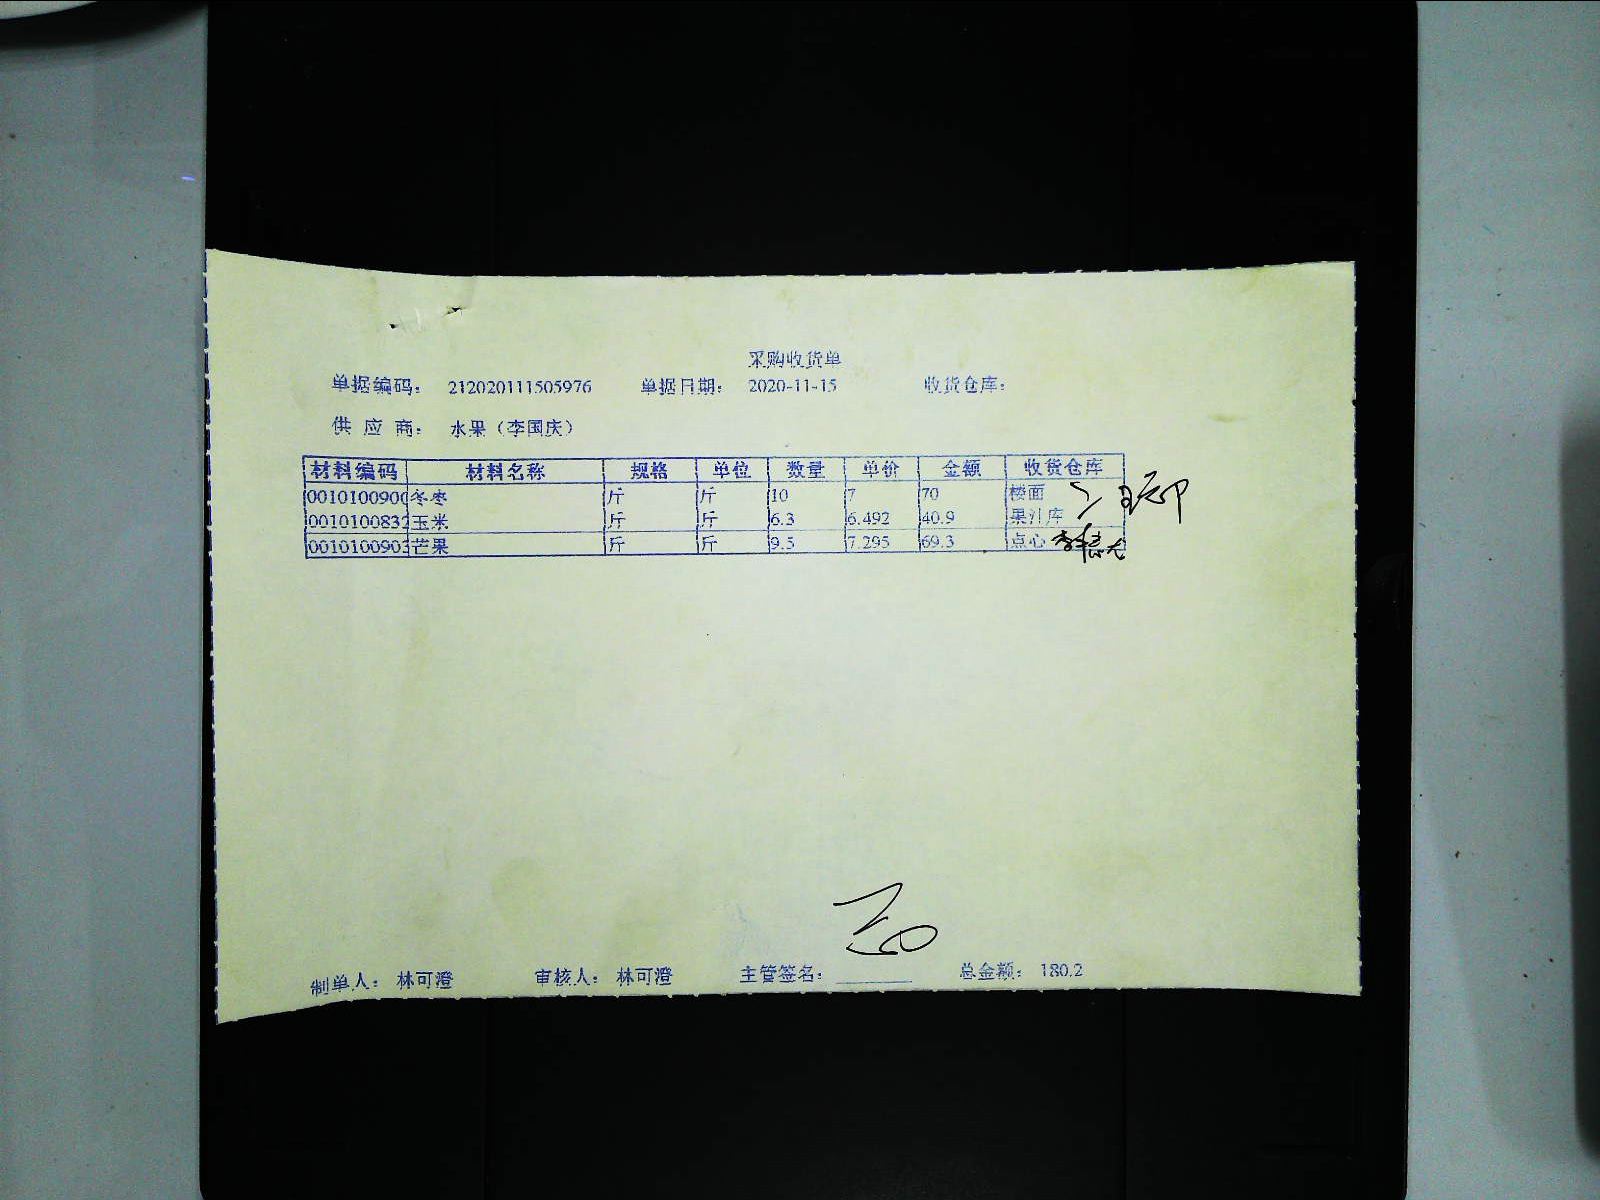 采购收货单
单据编码： 212020111505976 单据日期： 2020-11-15 收货仓库：
供 应 商： 水果（李国庆）
材料编码 材料名称 规格 单位 数量 单价 金额 收货仓库
0010100900 冬枣 斤 斤 10 7 70 楼面
0010100832 玉米 斤 斤 6.3 6.492 40.9 果汁库
0010100903 芒果 斤 斤 9.5 7.295 69.3 点心
制单人： 林可澄 审核人： 林可澄 主管签名： 总金额： 180.2